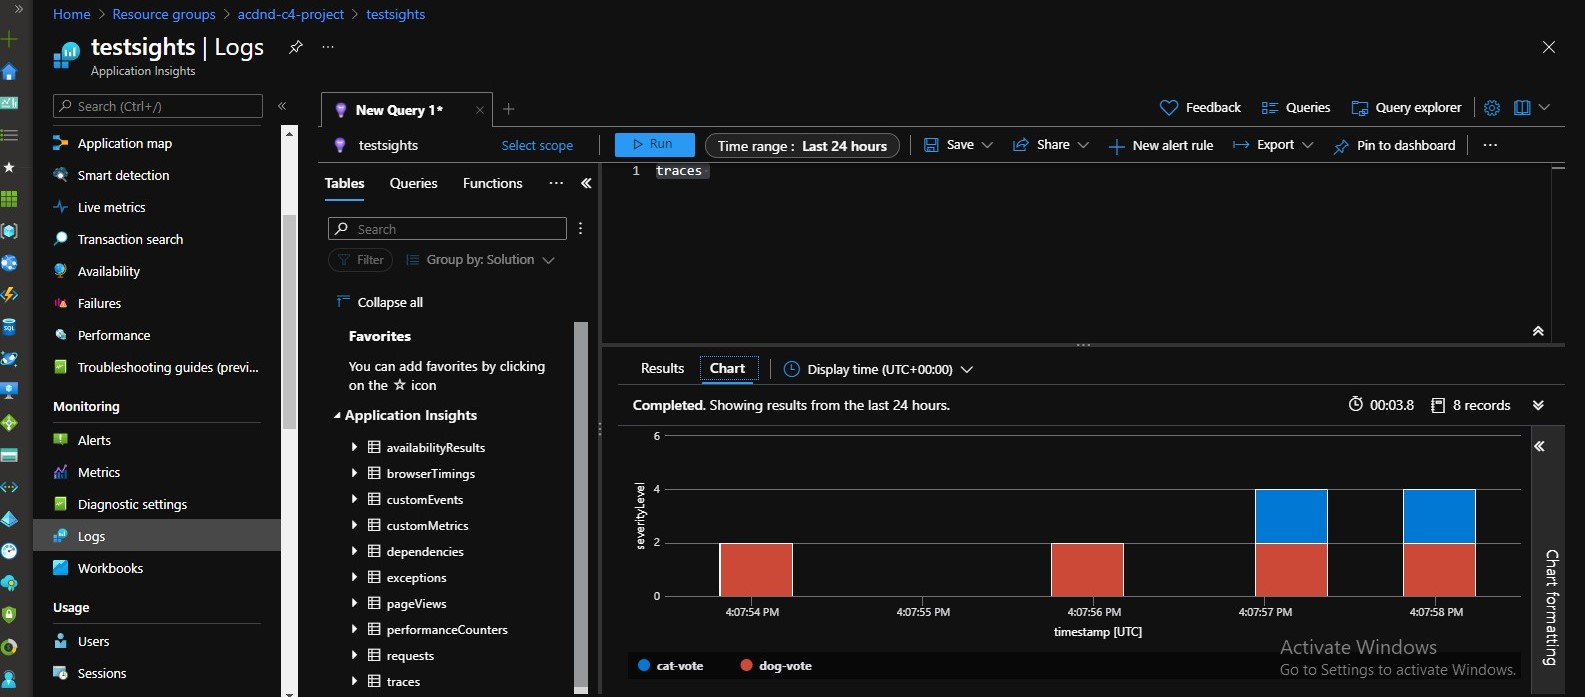 Home > Resource groups > acdnd-c4-project > testsights
testsights | Logs
Application Insights
Search (Ctrl+/)
Application map
Smart detection
Live metrics
Transaction search
Availability
Failures
Performance
Troubleshooting guides (previ...
Monitoring
Alerts
Metrics
Diagnostic settings
Logs
Workbooks
Usage
Users
Sessions
New Query 1*
Feedback Queries Query explorer
testsights Select scope Run Time range : Last 24 hours Save Share New alert rule Export Pin to dashboard
Tables Queries Functions
Search
Filter Group by: Solution
Collapse all
Favorites
You can add favorites by clicking
on the ☆ icon
Application Insights
availabilityResults
browserTimings
customEvents
customMetrics
dependencies
exceptions
pageViews
performanceCounters
requests
traces
1 traces
Results Chart Display time (UTC+00:00)
Completed. Showing results from the last 24 hours. 00:03.8 8 records
6
4
2
0
severityLevel
4:07:54 PM 4:07:55 PM 4:07:56 PM 4:07:57 PM 4:07:58 PM
timestamp [UTC]
cat-vote dog-vote
Chart formatting
Activate Windows
Go to Settings to activate Windows.
SQL